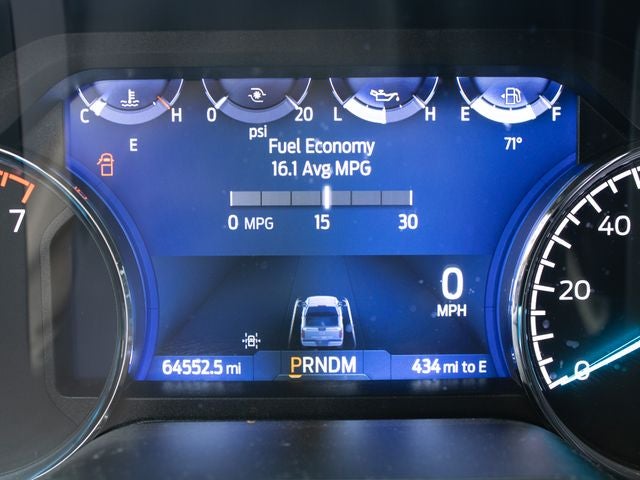 C H 0 20 L H E F
psi
E
71°
Fuel Economy
16.1 Avg MPG
0 MPG 15 30
7
40
20
0
0
MPH
64552.5 mi
PRNDM
434 mi to E